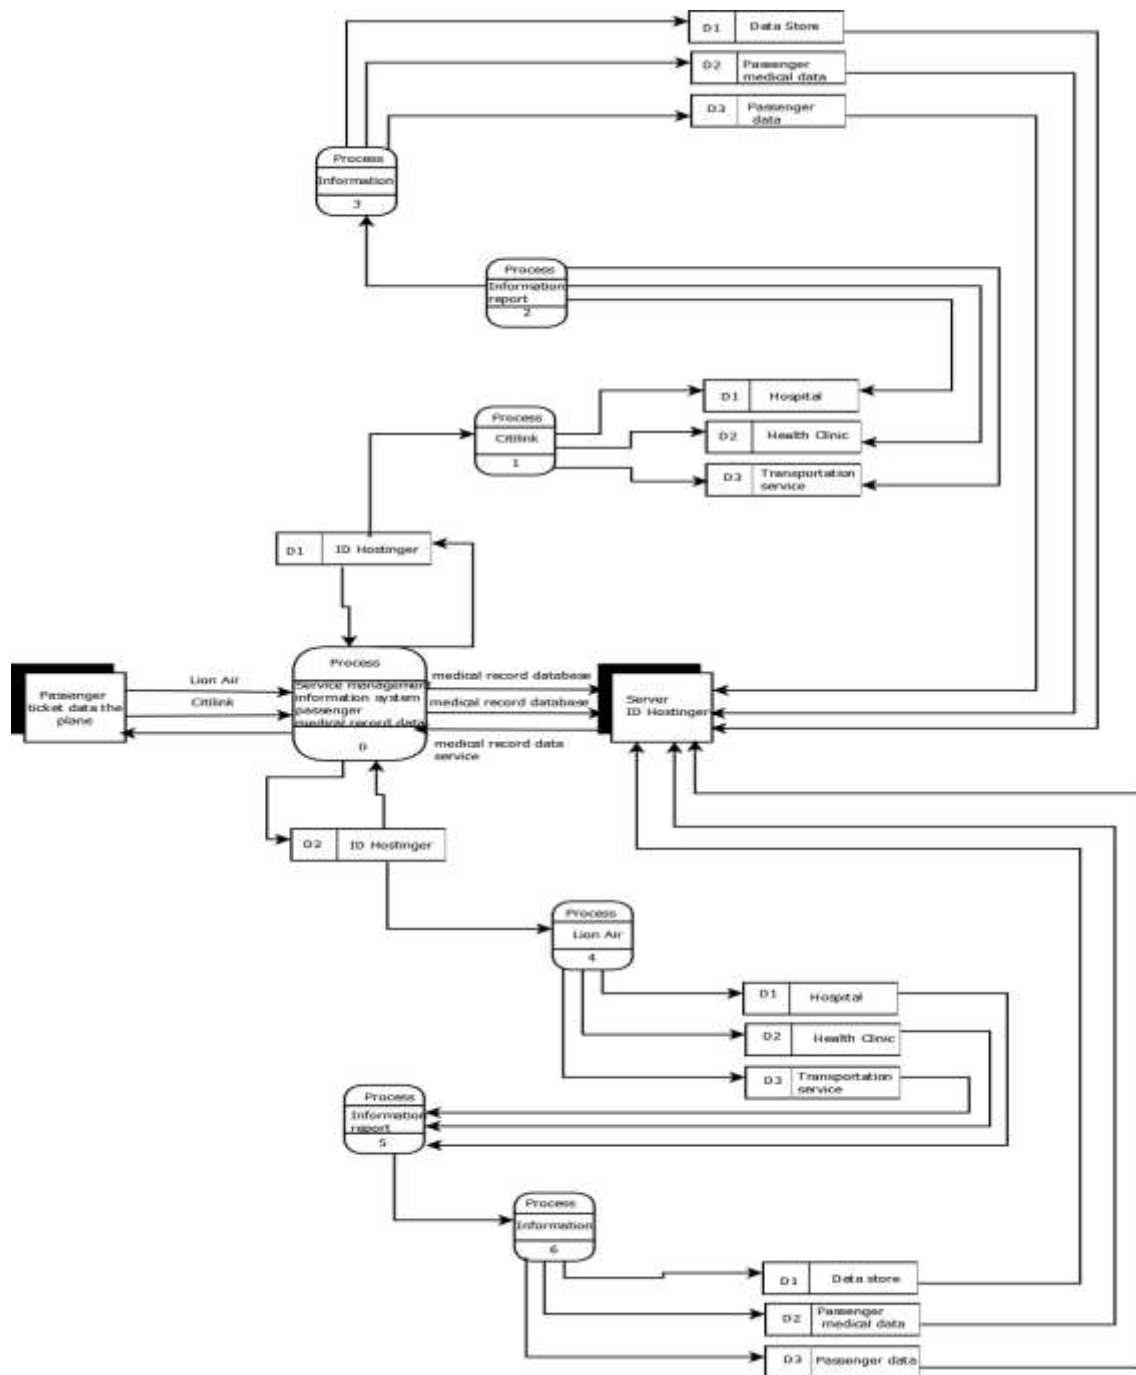 D1
Data Store
D2
Passenger
medical data
D3
Passenger
data
Process
Information
3
Process
Information
report
2
Process
Citilink
1
D1
Hospital
D2
Health Clinic
D3
Transportation
service
D1
ID Hostinger
Passenger
ticket data the
plane
Lion Air
Citilink
Process
Service management
information system
passenger
medical record data
0
medical record database
medical record database
medical record data
service
Server
ID Hostinger
D2
ID Hostinger
Process
Lion Air
4
D1
Hospital
D2
Health Clinic
D3
Transportation
service
Process
Information
report
5
Process
Information
6
D1
Data store
D2
Passenger
medical data
D3
Passenger data